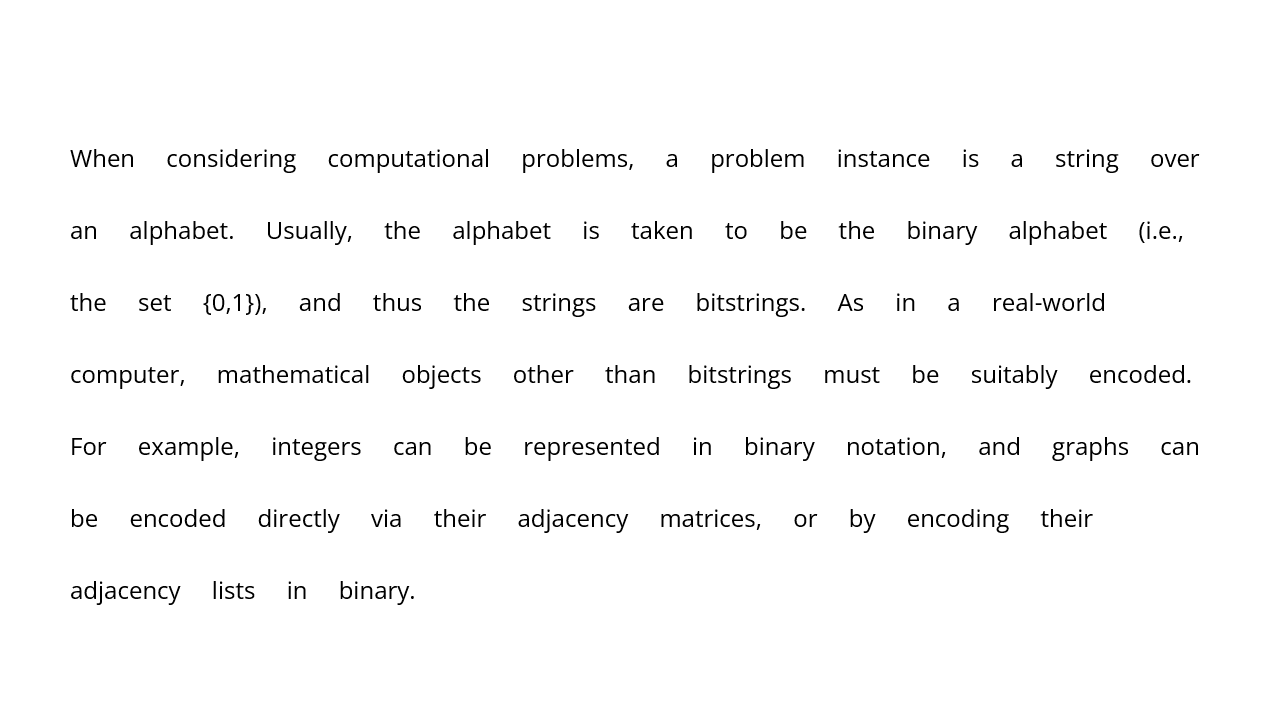 When considering computational problems, a problem instance is a string over
an alphabet. Usually, the alphabet is taken to be the binary alphabet (i.e.,
the set {0,1}), and thus the strings are bitstrings. As in a real-world
computer, mathematical objects other than bitstrings must be suitably encoded.
For example, integers can be represented in binary notation, and graphs can
be encoded directly via their adjacency matrices, or by encoding their
adjacency lists in binary.